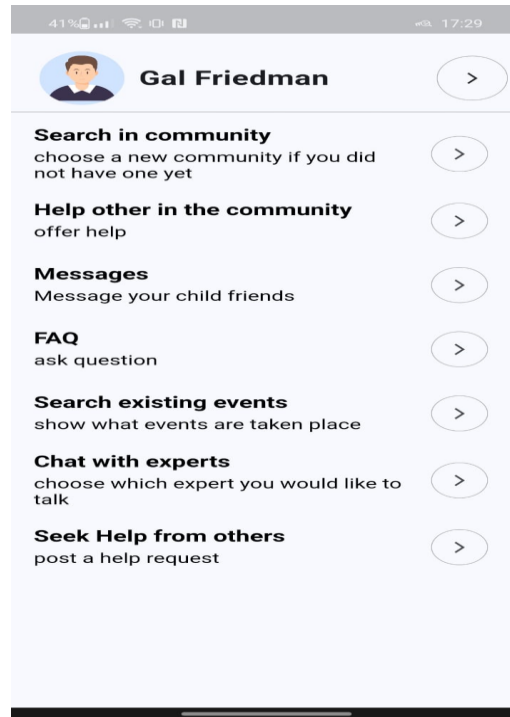 41%
17:29
Gal Friedman
>
Search in community
choose a new community if you did
not have one yet
>
Help other in the community
offer help
>
Messages
Message your child friends
>
FAQ
ask question
>
Search existing events
show what events are taken place
>
Chat with experts
choose which expert you would like to
talk
>
Seek Help from others
post a help request
>